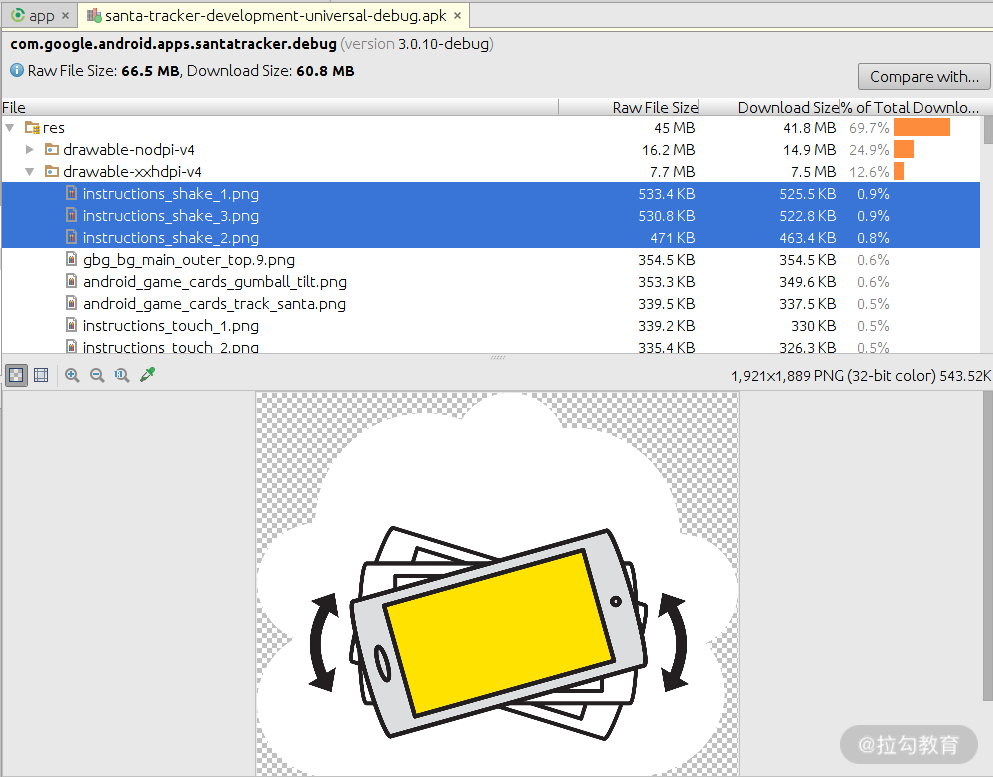 app × santa-tracker-development-universal-debug.apk ×
com.google.android.apps.santatracker.debug (version 3.0.10-debug)
Raw File Size: 66.5 MB, Download Size: 60.8 MB
Compare with...
File Raw File Size Download Size % of Total Downlo...
res 45 MB 41.8 MB 69.7%
drawable-nodpi-v4 16.2 MB 14.9 MB 24.9%
drawable-xxhdpi-v4 7.7 MB 7.5 MB 12.6%
instructions_shake_1.png 533.4 KB 525.5 KB 0.9%
instructions_shake_3.png 530.8 KB 522.8 KB 0.9%
instructions_shake_2.png 471 KB 463.4 KB 0.8%
gbg_bg_main_outer_top.9.png 354.5 KB 354.5 KB 0.6%
android_game_cards_gumball_tilt.png 353.3 KB 349.6 KB 0.6%
android_game_cards_track_santa.png 339.5 KB 337.5 KB 0.5%
instructions_touch_1.png 339.2 KB 330 KB 0.5%
instructions_touch_2.png 335.4 KB 326.3 KB 0.5%
1,921x1,889 PNG (32-bit color) 543.52K
@拉勾教育